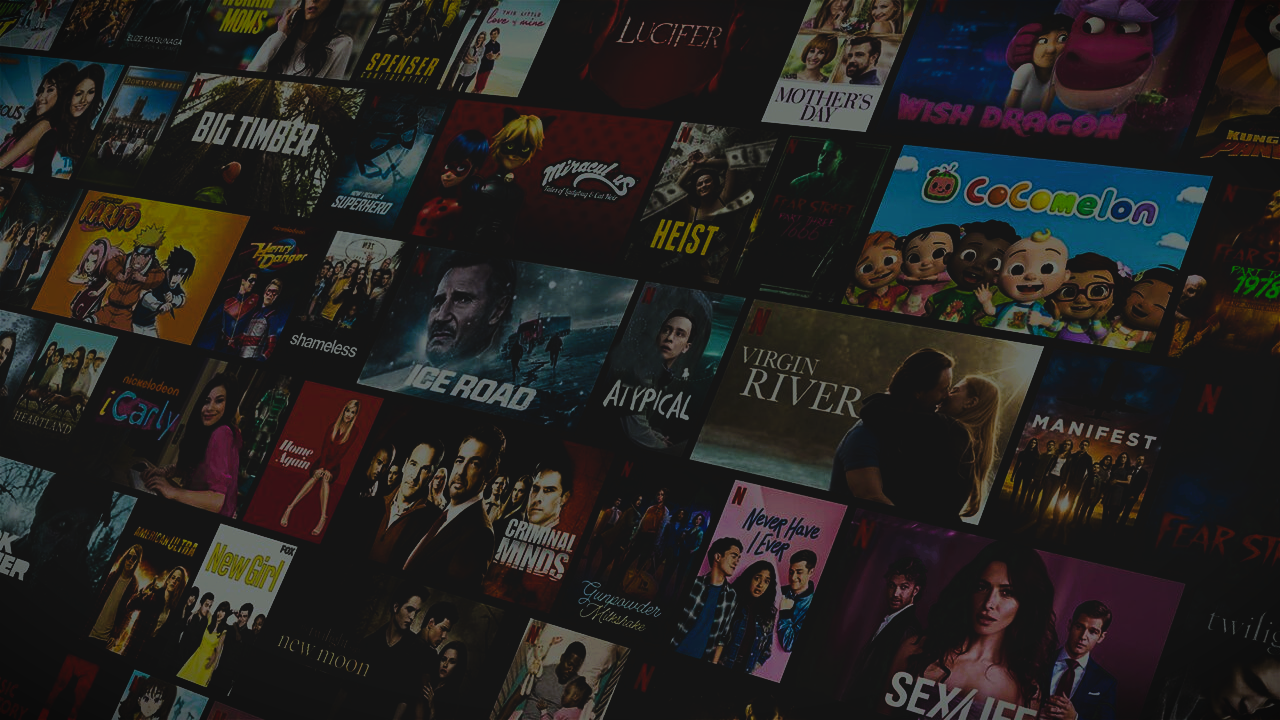 WORKIN'
MOMS
ELIZE MATSUNAGA
SPENSER
CONFIDENTIAL
THIS LITTLE
love of mine
LUCIFER
MOTHER'S
DAY
WISH DRAGON
KUNG FU
PANDA
DOWNTON ABBEY
BIG TIMBER
HOW I BECAME A
SUPERHERO
Miraculous
Tales of Ladybug & Cat Noir
HEIST
FEAR STREET
PART THREE
1666
CoComelon
FEAR STREET
PART TWO
1978
NARUTO
Henry
Danger
shameless
ICE ROAD
ATYPICAL
VIRGIN
RIVER
MANIFEST
HEARTLAND
nickelodeon
iCarly
Home
Again
CRIMINAL
MINDS
Gunpowder
Milkshake
Never Have
I Ever
FEAR ST
AMERICAN ULTRA
FOX
New Girl
new moon
SEX/LIFE
twilig